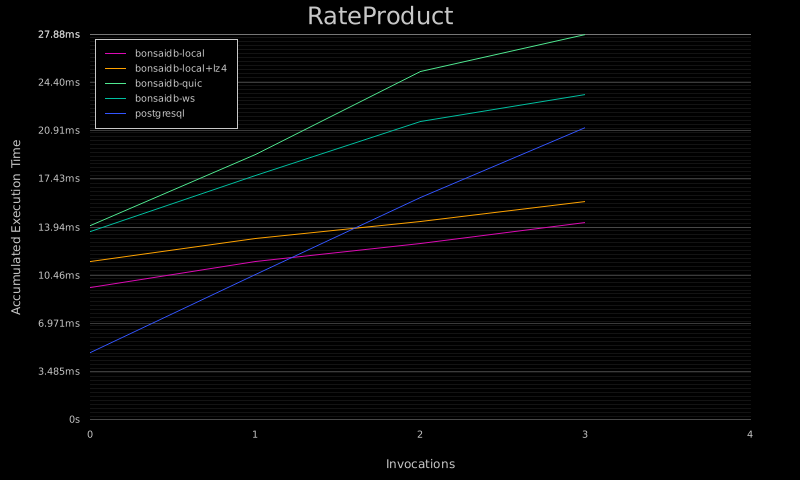 RateProduct
27.88ms
24.40ms
20.91ms
17.43ms
13.94ms
10.46ms
6.971ms
3.485ms
0s
bonsaidb-local
bonsaidb-local+lz4
bonsaidb-quic
bonsaidb-ws
postgresql
Accumulated Execution Time
0 1 2 3 4
Invocations